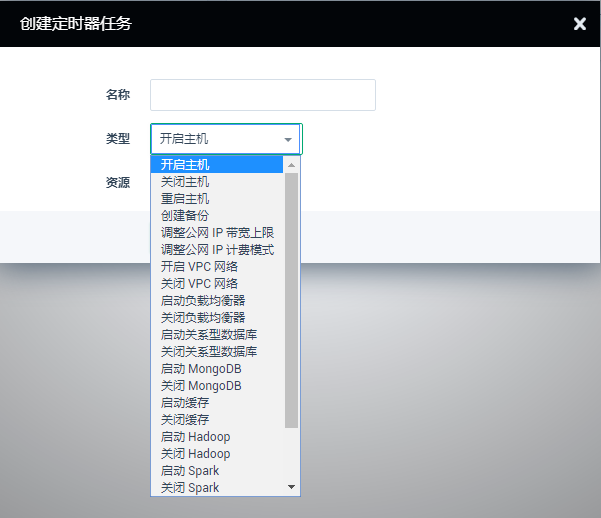 创建定时器任务
名称
类型
开启主机
开启主机
关闭主机
重启主机
资源
创建备份
调整公网 IP 带宽上限
调整公网 IP 计费模式
开启 VPC 网络
关闭 VPC 网络
启动负载均衡器
关闭负载均衡器
启动关系型数据库
关闭关系型数据库
启动 MongoDB
关闭 MongoDB
启动缓存
关闭缓存
启动 Hadoop
关闭 Hadoop
启动 Spark
关闭 Spark